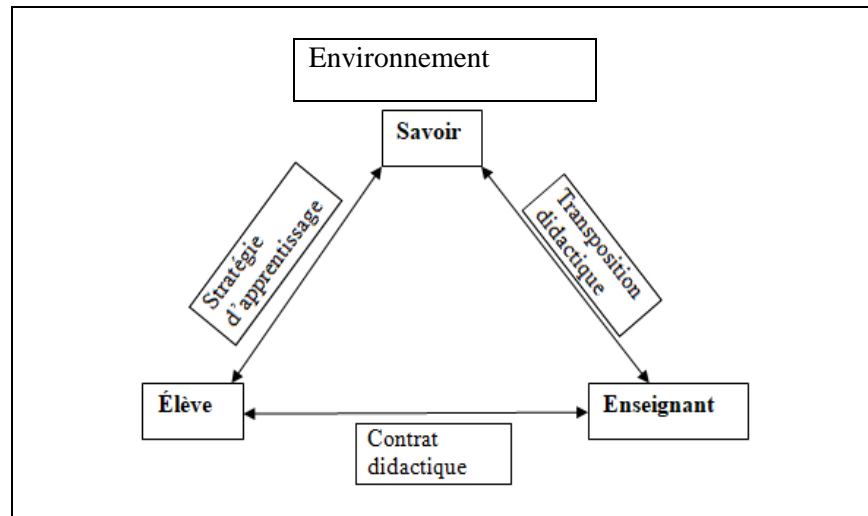 Environnement
Savoir
Stratégie
d'apprentissage
Transposition
didactique
Élève
Enseignant
Contrat
didactique